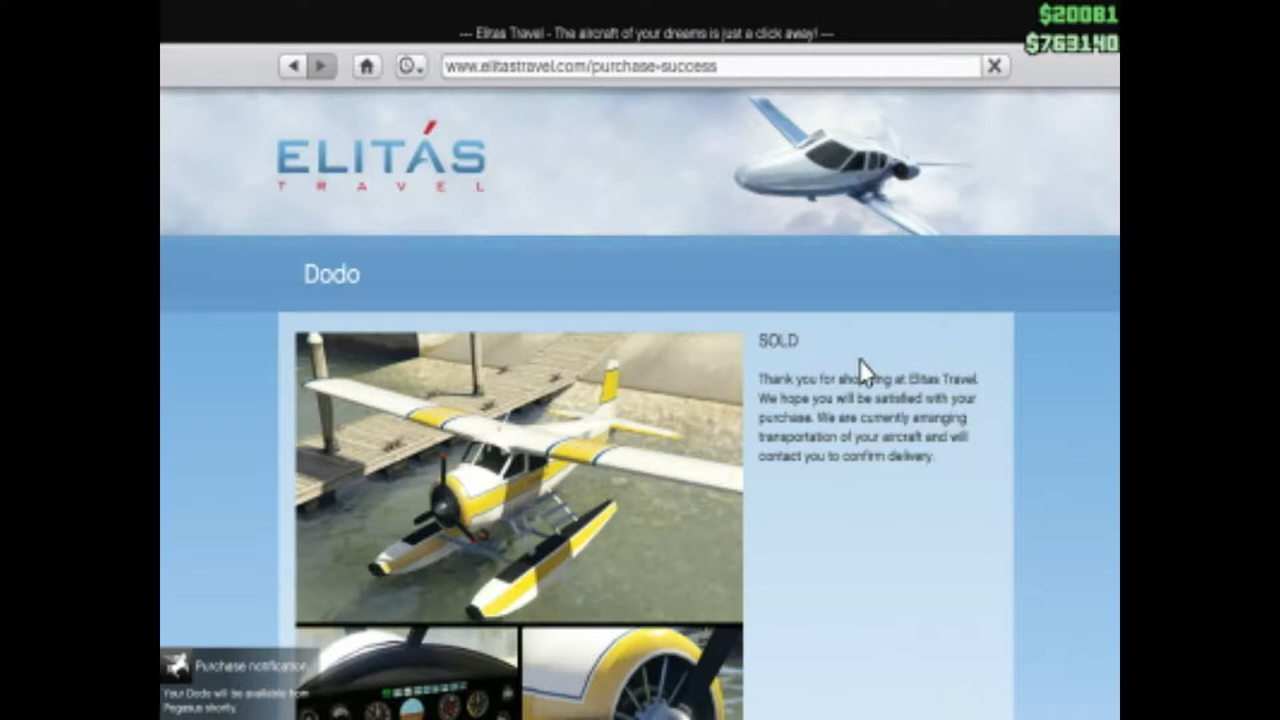 $20081
--- Elitas Travel - The aircraft of your dreams is just a click away! ---
$763140
www.elitastravel.com/purchase-success
ELITÁS
TRAVEL
Dodo
SOLD
Thank you for shopping at Elitas Travel.
We hope you will be satisfied with your
purchase. We are currently arranging
transportation of your aircraft and will
contact you to confirm delivery.
Purchase notification.
Your Dodo will be available from
Pegasus shortly.